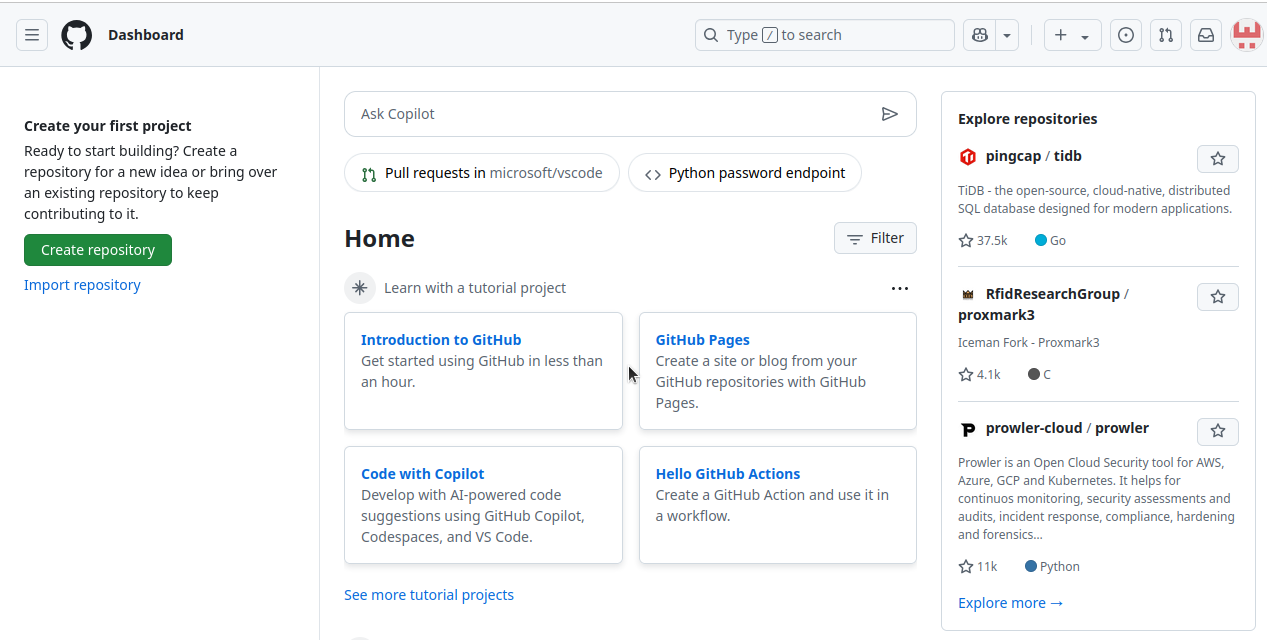 Dashboard
Type / to search
Create your first project
Ready to start building? Create a
repository for a new idea or bring over
an existing repository to keep
contributing to it.
Create repository
Import repository
Ask Copilot
Pull requests in microsoft/vscode
Python password endpoint
Home
Filter
Learn with a tutorial project
Introduction to GitHub
Get started using GitHub in less than
an hour.
GitHub Pages
Create a site or blog from your
GitHub repositories with GitHub
Pages.
Code with Copilot
Develop with AI-powered code
suggestions using GitHub Copilot,
Codespaces, and VS Code.
Hello GitHub Actions
Create a GitHub Action and use it in
a workflow.
See more tutorial projects
Explore repositories
pingcap / tidb
TiDB - the open-source, cloud-native, distributed
SQL database designed for modern applications.
37.5k Go
RfidResearchGroup /
proxmark3
Iceman Fork - Proxmark3
4.1k C
prowler-cloud / prowler
Prowler is an Open Cloud Security tool for AWS,
Azure, GCP and Kubernetes. It helps for
continuos monitoring, security assessments and
audits, incident response, compliance, hardening
and forensics...
11k Python
Explore more →